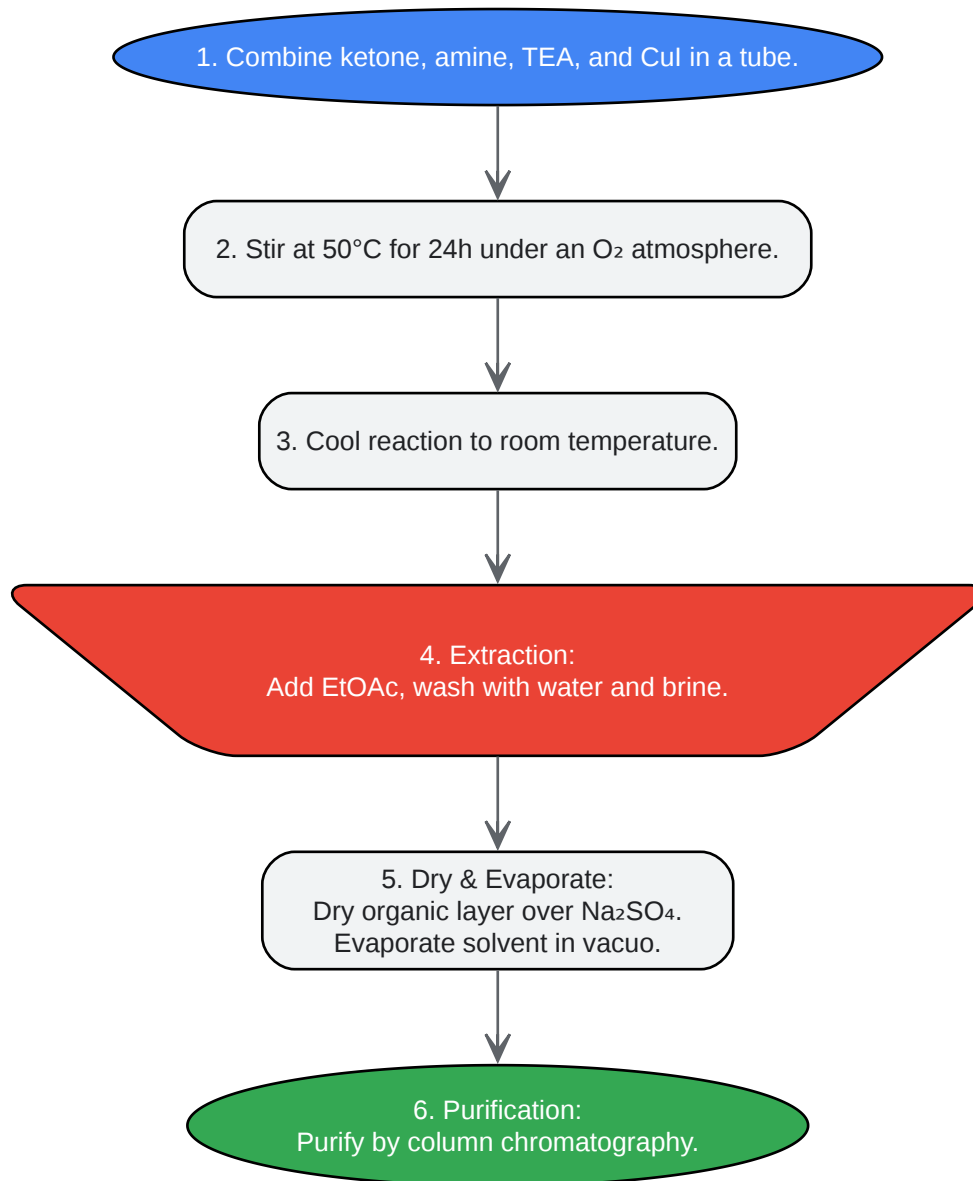 1. Combine ketone, amine, TEA, and CuI in a tube.
2. Stir at 50°C for 24h under an O₂ atmosphere.
3. Cool reaction to room temperature.
4. Extraction:
Add EtOAc, wash with water and brine.
5. Dry & Evaporate:
Dry organic layer over Na₂SO₄.
Evaporate solvent in vacuo.
6. Purification:
Purify by column chromatography.